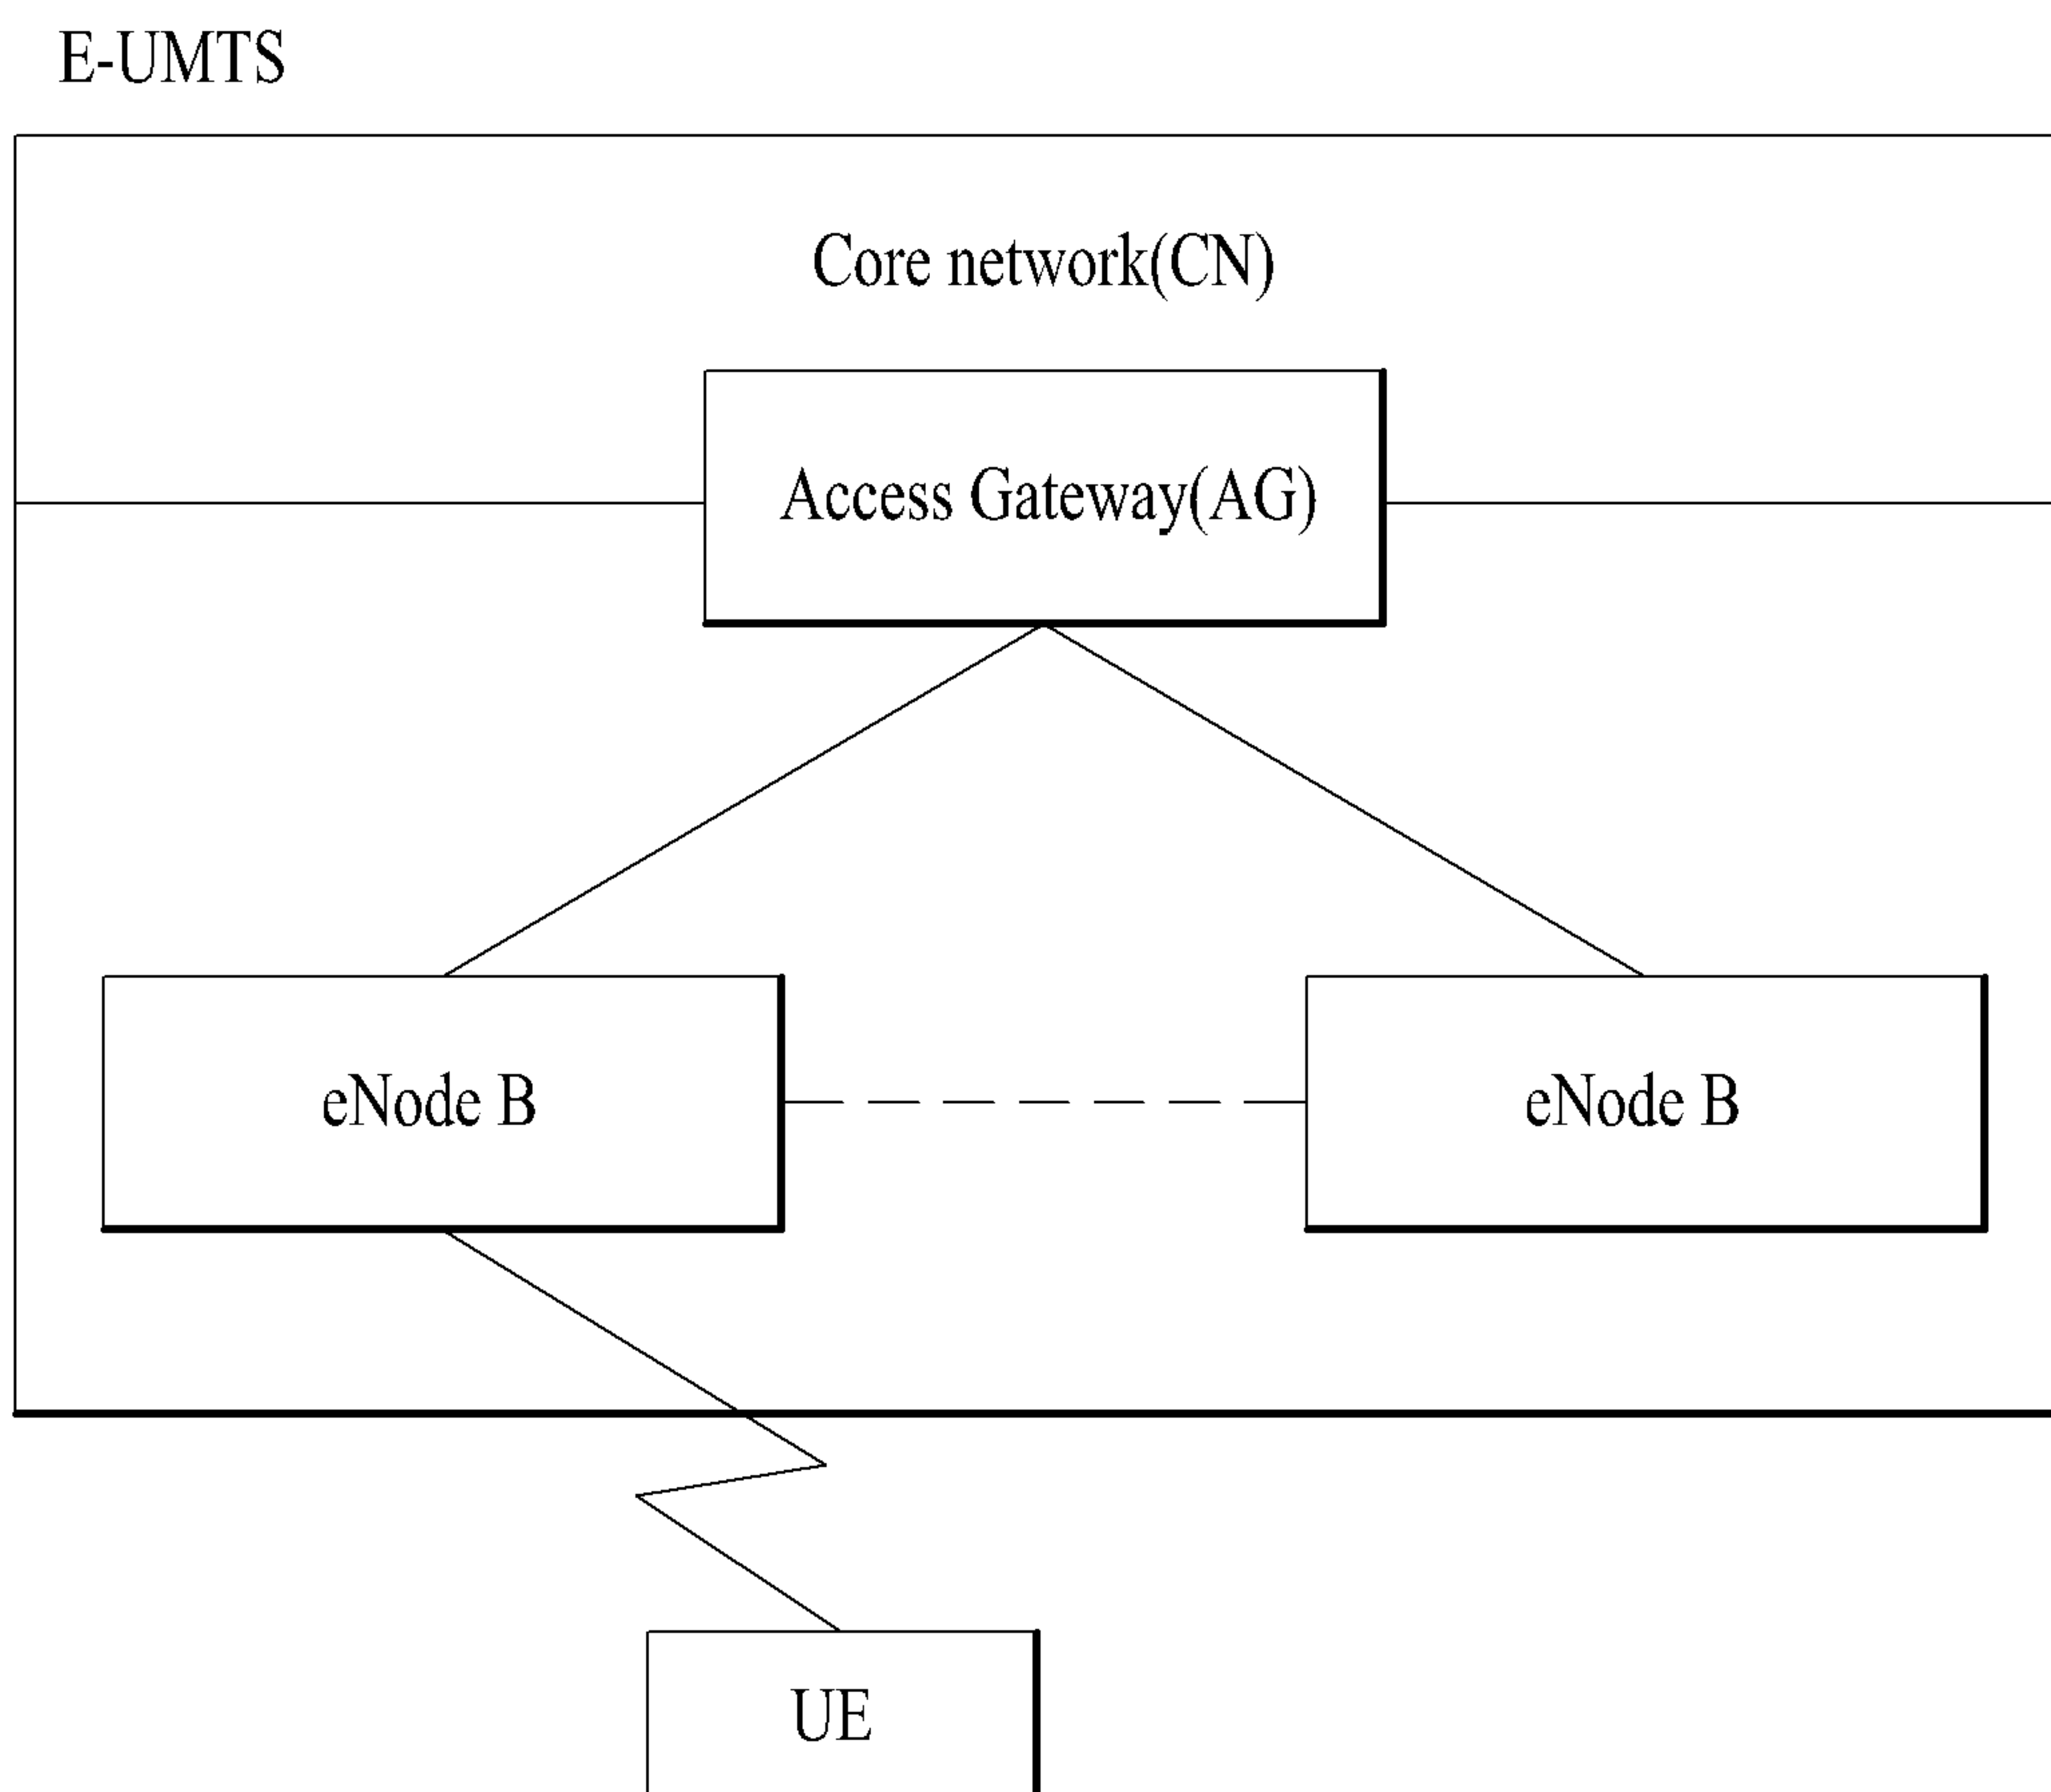 E-UMTS
Core network(CN)
Access Gateway(AG)
eNode B
eNode B
UE